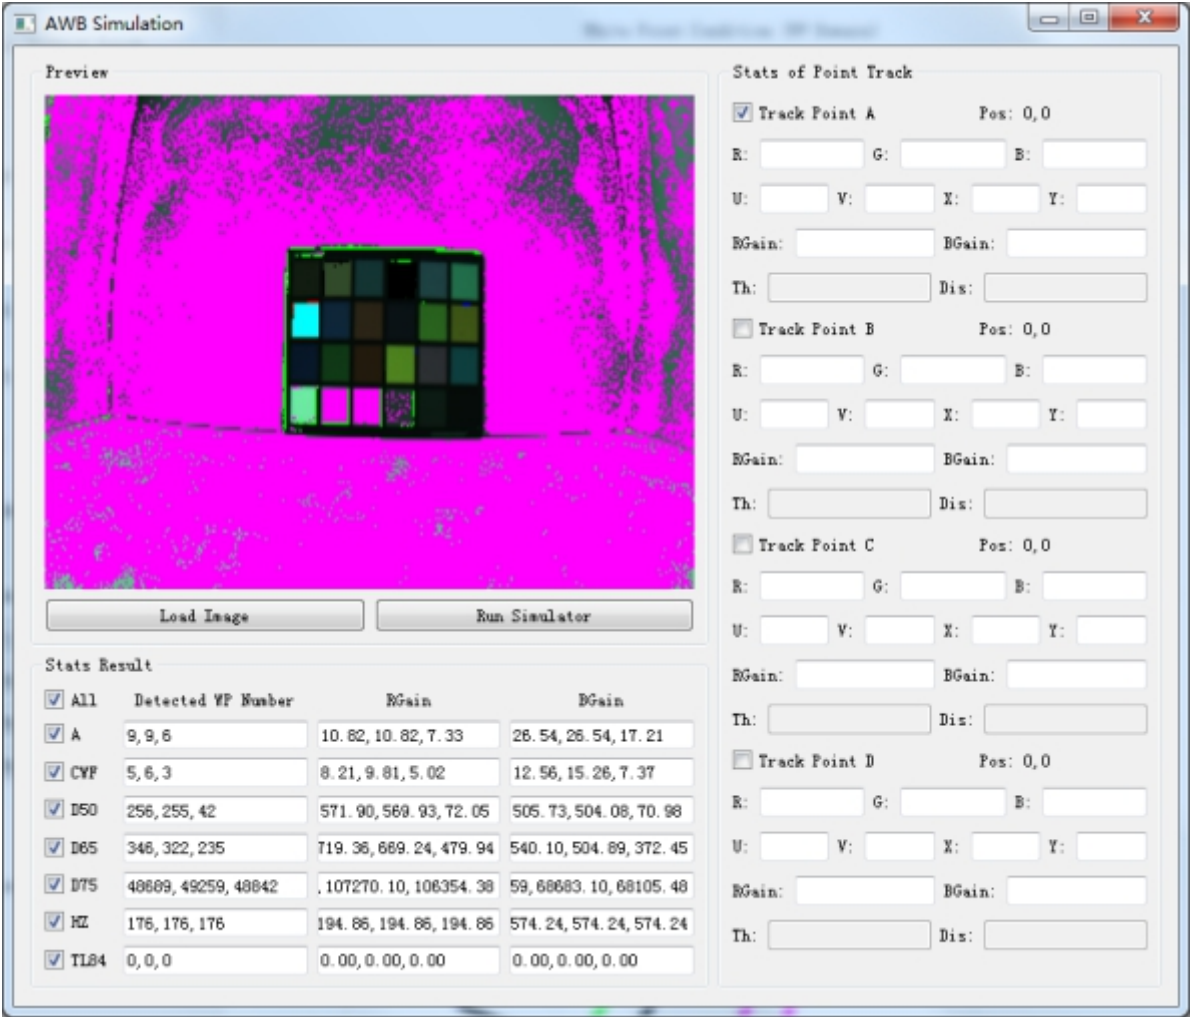 AWB Simulation
Preview
Load Image
Run Simulator
Stats Result
All Detected WP Number RGain BGain
A 9,9,6 10.82,10.82,7.33 26.54,26.54,17.21
CWF 5,6,3 8.21,9.81,5.02 12.56,15.26,7.37
D50 256,255,42 571.90,569.93,72.05 505.73,504.08,70.98
D65 346,322,235 719.36,669.24,479.94 540.10,504.89,372.45
D75 48689,49259,48842 , 107270.10,106354.38 59,68683.10,68105.48
HZ 176,176,176 194.86,194.86,194.86 574.24,574.24,574.24
TL84 0,0,0 0.00,0.00,0.00 0.00,0.00,0.00
Stats of Point Track
Track Point A Pos: 0,0
R: G: B:
U: V: X: Y:
RGain: BGain:
Th: Dis:
Track Point B Pos: 0,0
R: G: B:
U: V: X: Y:
RGain: BGain:
Th: Dis:
Track Point C Pos: 0,0
R: G: B:
U: V: X: Y:
RGain: BGain:
Th: Dis:
Track Point D Pos: 0,0
R: G: B:
U: V: X: Y:
RGain: BGain:
Th: Dis: